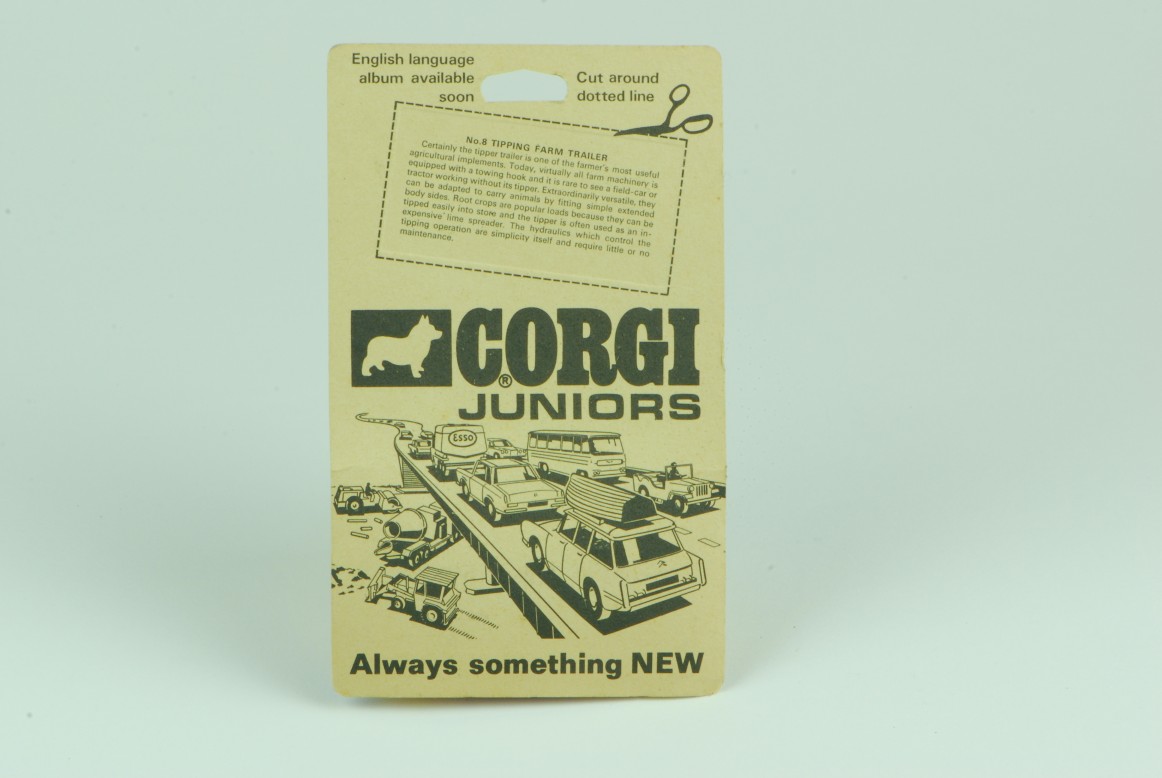 English language
album available
soon
Cut around
dotted line
No.8 TIPPING FARM TRAILER
Certainly the tipper trailer is one of the farmer's most useful
agricultural implements. Today, virtually all farm machinery is
equipped with a towing hook and it is rare to see a field-car or
tractor working without its tipper. Extraordinarily versatile, they
can be adapted to carry animals by fitting simple extended
body sides. Root crops are popular loads because they can be
tipped easily into store and the tipper is often used as an in-
expensive lime spreader. The hydraulics which control the
tipping operation are simplicity itself and require little or no
maintenance.
CORGI
®
JUNIORS
ESSO
Always something NEW